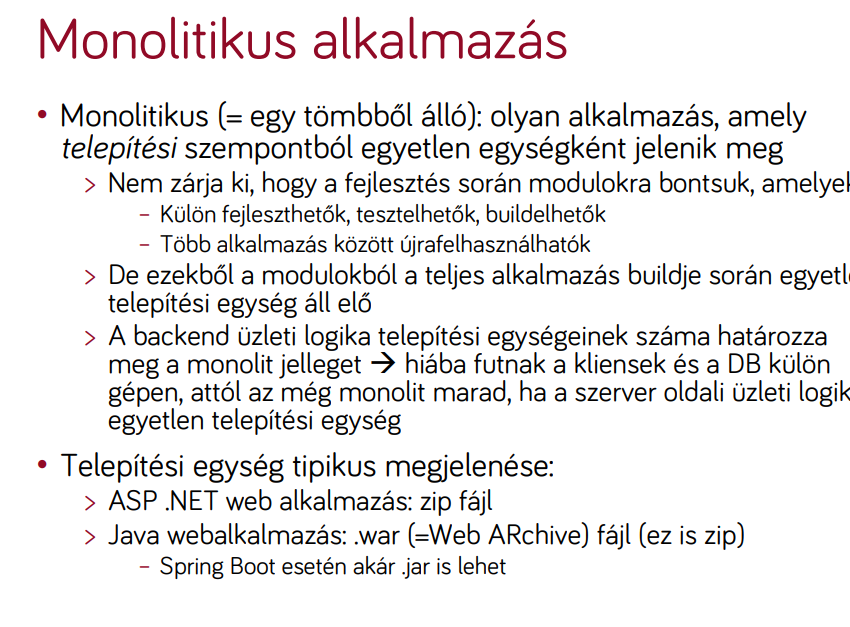 Monolitikus alkalmazás
• Monolitikus (= egy tömbből álló): olyan alkalmazás, amely
telepítési szempontból egyetlen egységként jelenik meg
> Nem zárja ki, hogy a fejlesztés során modulokra bontsuk, amelyek
– Külön fejleszthetők, tesztelhetők, buildelhetők
– Több alkalmazás között újrafelhasználhatók
> De ezekből a modulokból a teljes alkalmazás buildje során egyetle
telepítési egység áll elő
> A backend üzleti logika telepítési egységeinek száma határozza
meg a monolit jelleget → hiába futnak a kliensek és a DB külön
gépen, attól az még monolit marad, ha a szerver oldali üzleti logik
egyetlen telepítési egység
• Telepítési egység tipikus megjelenése:
> ASP .NET web alkalmazás: zip fájl
> Java webalkalmazás: .war (=Web ARchive) fájl (ez is zip)
– Spring Boot esetén akár .jar is lehet